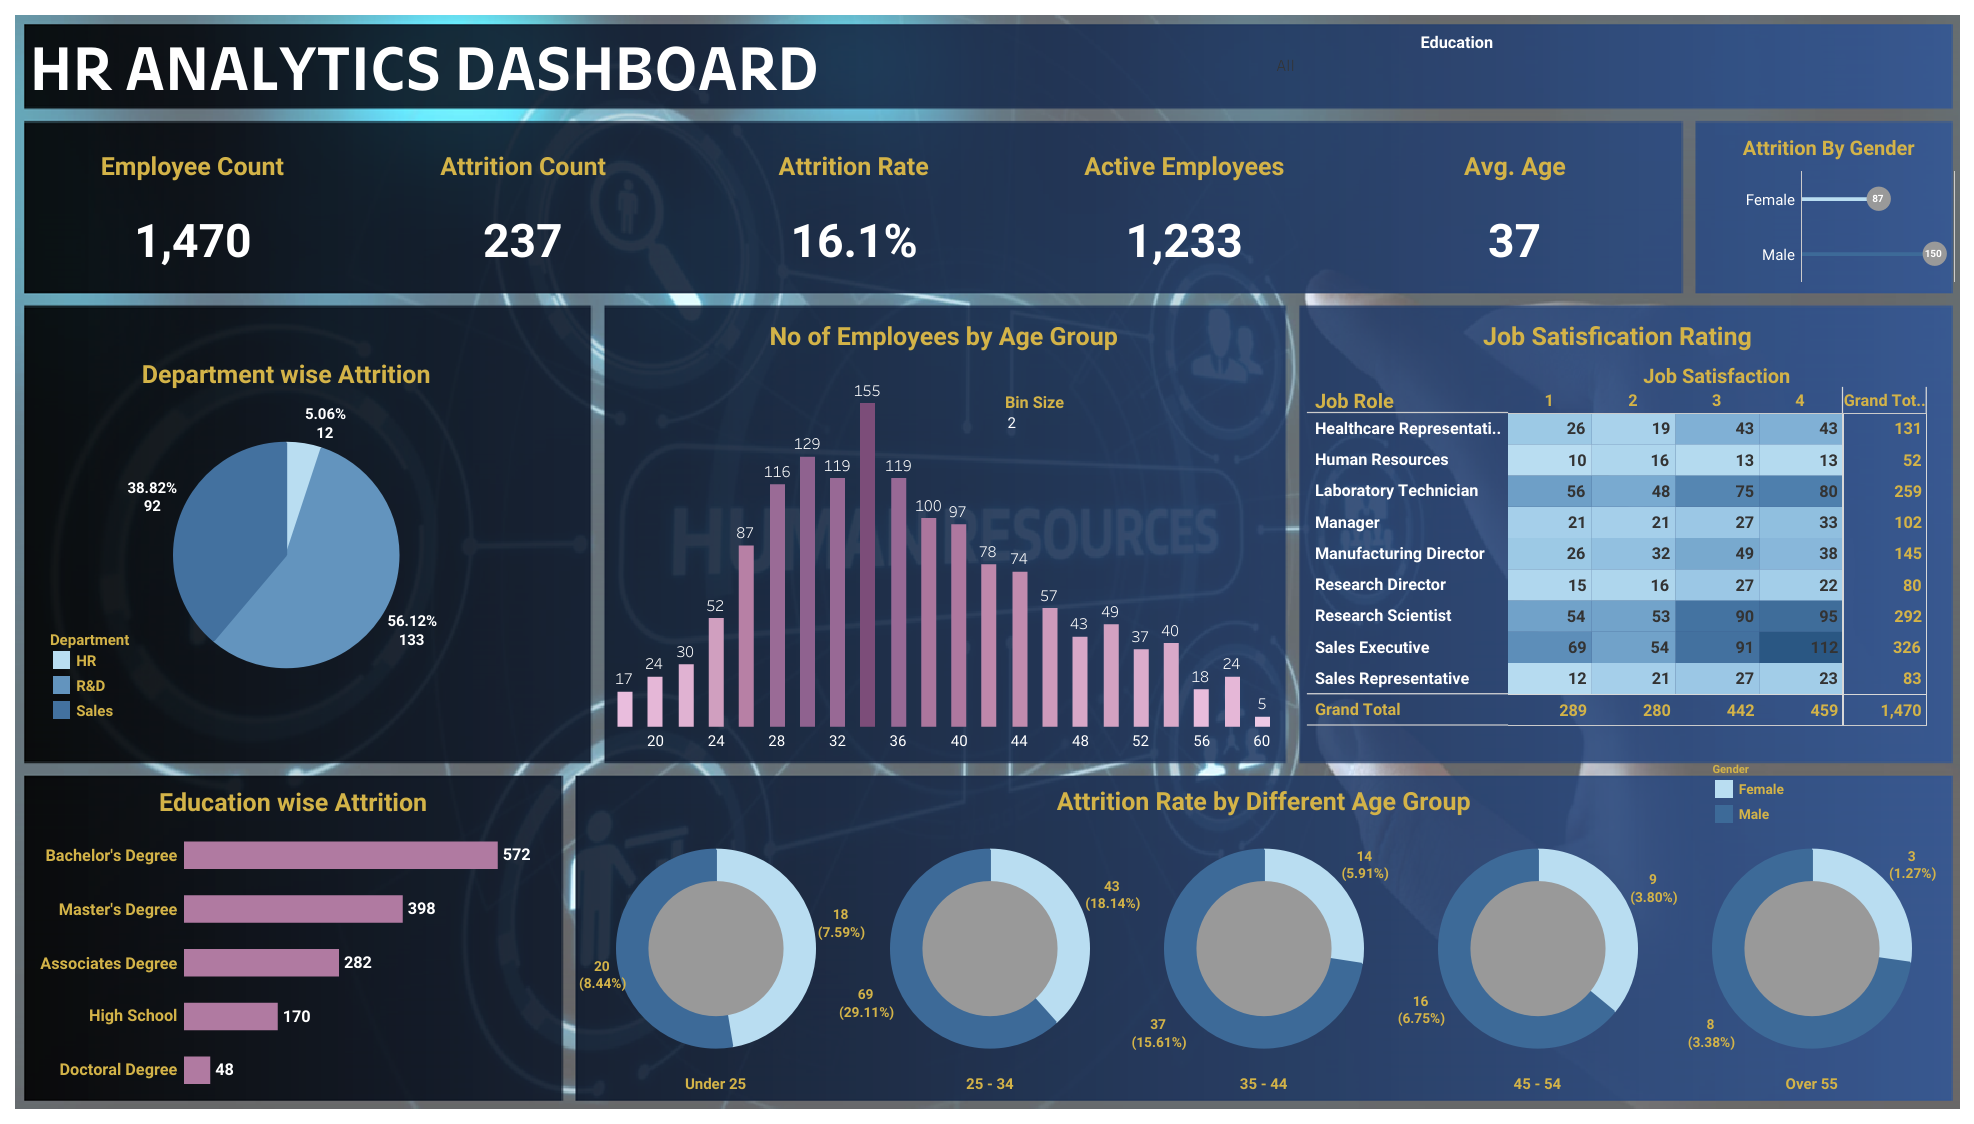 HR ANALYTICS DASHBOARD
Education
All
Employee Count
Attrition Count
Attrition Rate
Active Employees
Avg. Age
1,470
237
16.1%
1,233
37
Attrition By Gender
Female
87
Male
150
Department wise Attrition
5.06%
12
38.82%
92
56.12%
133
Department
HR
R&D
Sales
No of Employees by Age Group
Bin Size
2
17
24
30
52
87
116
129
119
155
119
100
97
78
74
57
43
49
37
40
18
24
5
20 24 28 32 36 40 44 48 52 56 60
HUMAN RESOURCES
Job Satisfication Rating
Job Satisfaction
Job Role 1 2 3 4 Grand Tot..
Healthcare Representati.. 26 19 43 43 131
Human Resources 10 16 13 13 52
Laboratory Technician 56 48 75 80 259
Manager 21 21 27 33 102
Manufacturing Director 26 32 49 38 145
Research Director 15 16 27 22 80
Research Scientist 54 53 90 95 292
Sales Executive 69 54 91 112 326
Sales Representative 12 21 27 23 83
Grand Total 289 280 442 459 1,470
Education wise Attrition
Bachelor's Degree 572
Master's Degree 398
Associates Degree 282
High School 170
Doctoral Degree 48
Attrition Rate by Different Age Group
Gender
Female
Male
18
(7.59%)
20
(8.44%)
Under 25
43
(18.14%)
69
(29.11%)
25 - 34
14
(5.91%)
37
(15.61%)
35 - 44
9
(3.80%)
16
(6.75%)
45 - 54
3
(1.27%)
8
(3.38%)
Over 55